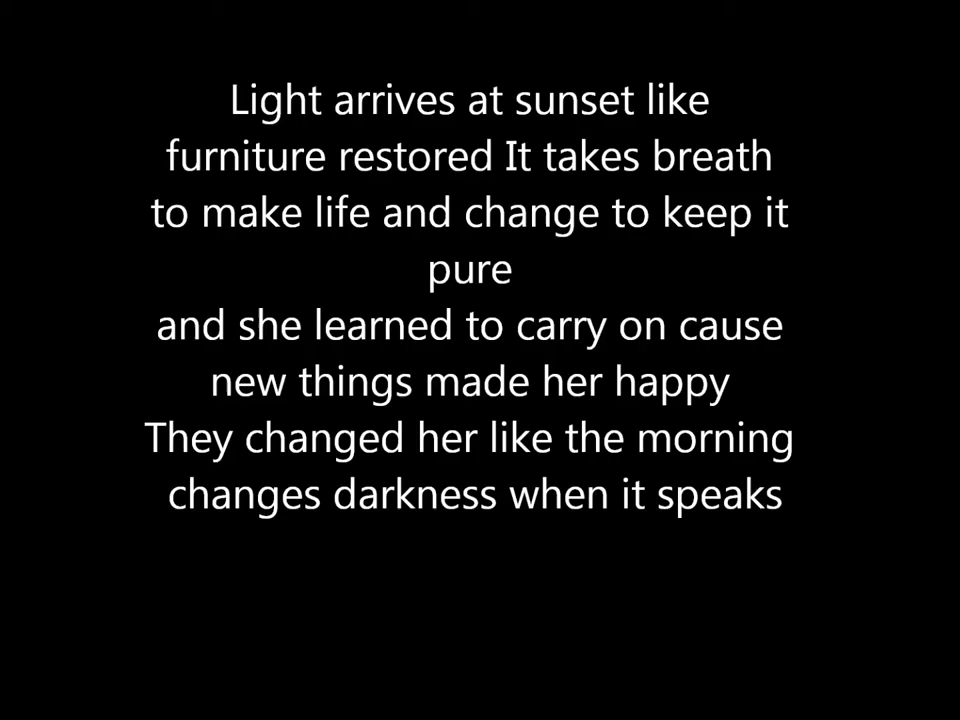 Light arrives at sunset like
furniture restored It takes breath
to make life and change to keep it
pure
and she learned to carry on cause
new things made her happy
They changed her like the morning
changes darkness when it speaks